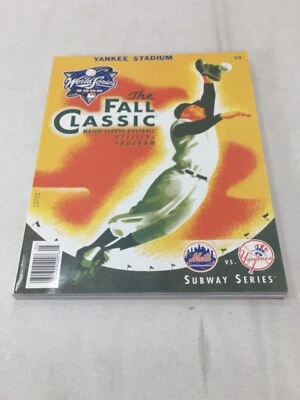 YANKEE STADIUM
World Series
2000
The
FALL
CLASSIC
MAJOR LEAGUE BASEBALL
OFFICIAL
PROGRAM
Mets
VS.
Yankees
SUBWAY SERIES